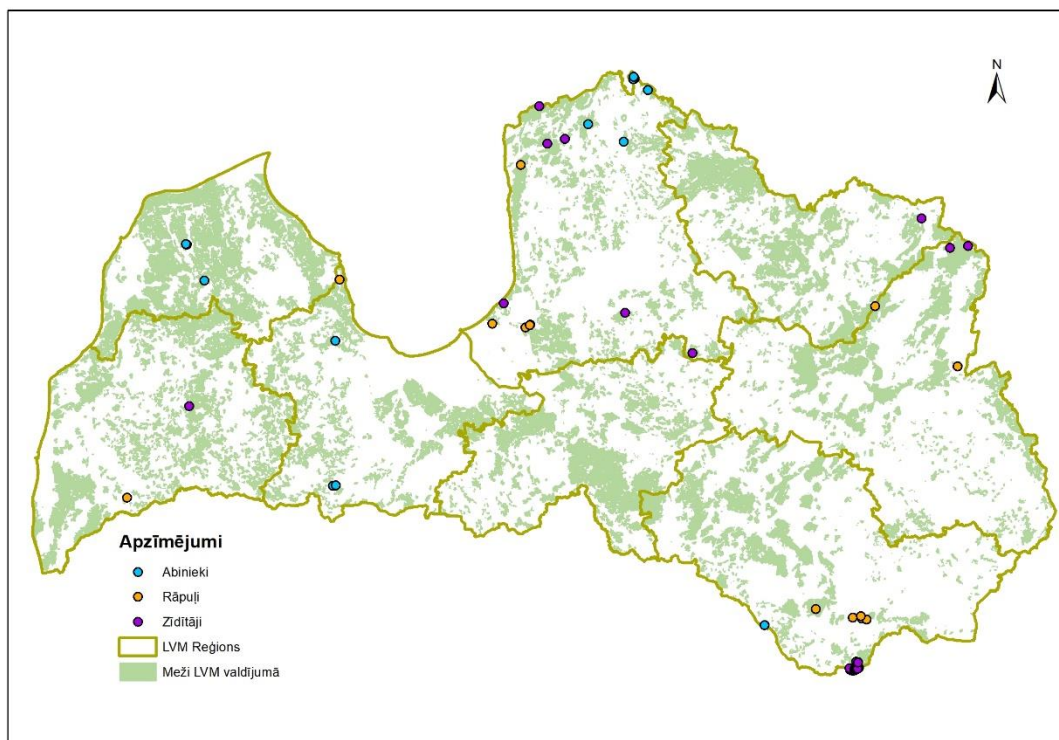 N
Apzīmējumi
Abinieki
Rāpuļi
Zīdītāji
LVM Reģions
Meži LVM valdījumā